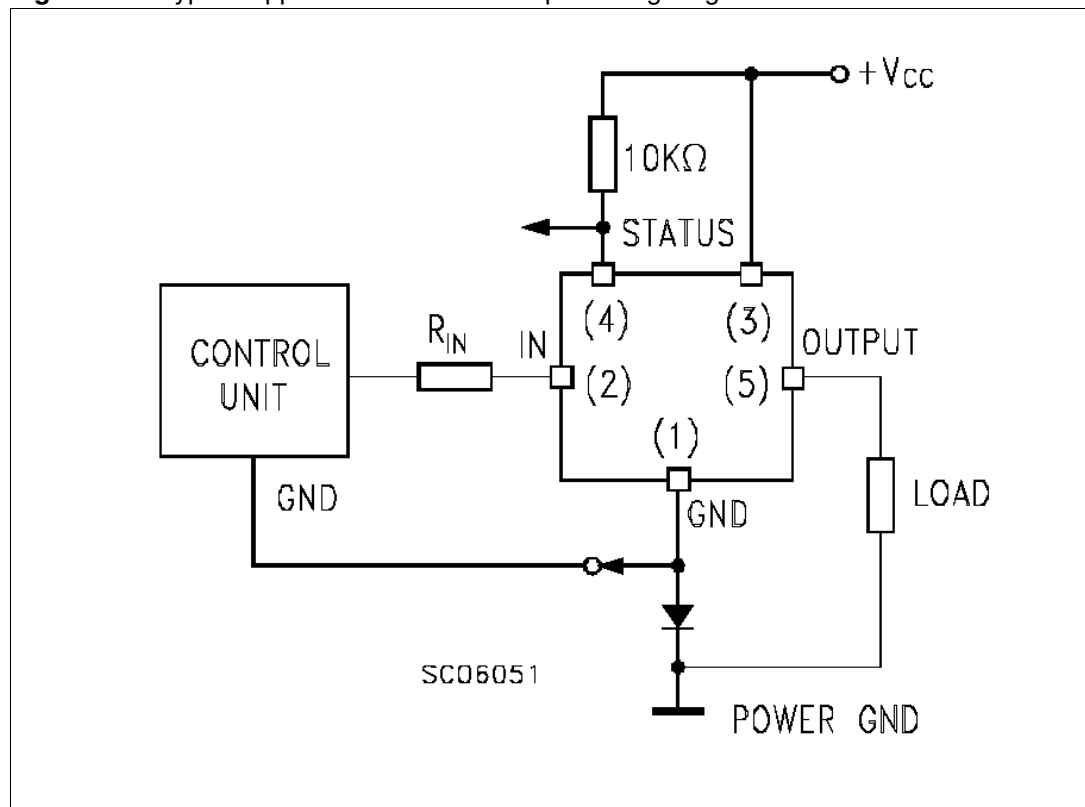 +VCC
10KΩ
STATUS
(4)
(3)
RIN
IN
OUTPUT
CONTROL
UNIT
(2)
(5)
(1)
GND
GND
LOAD
SC06051
POWER GND